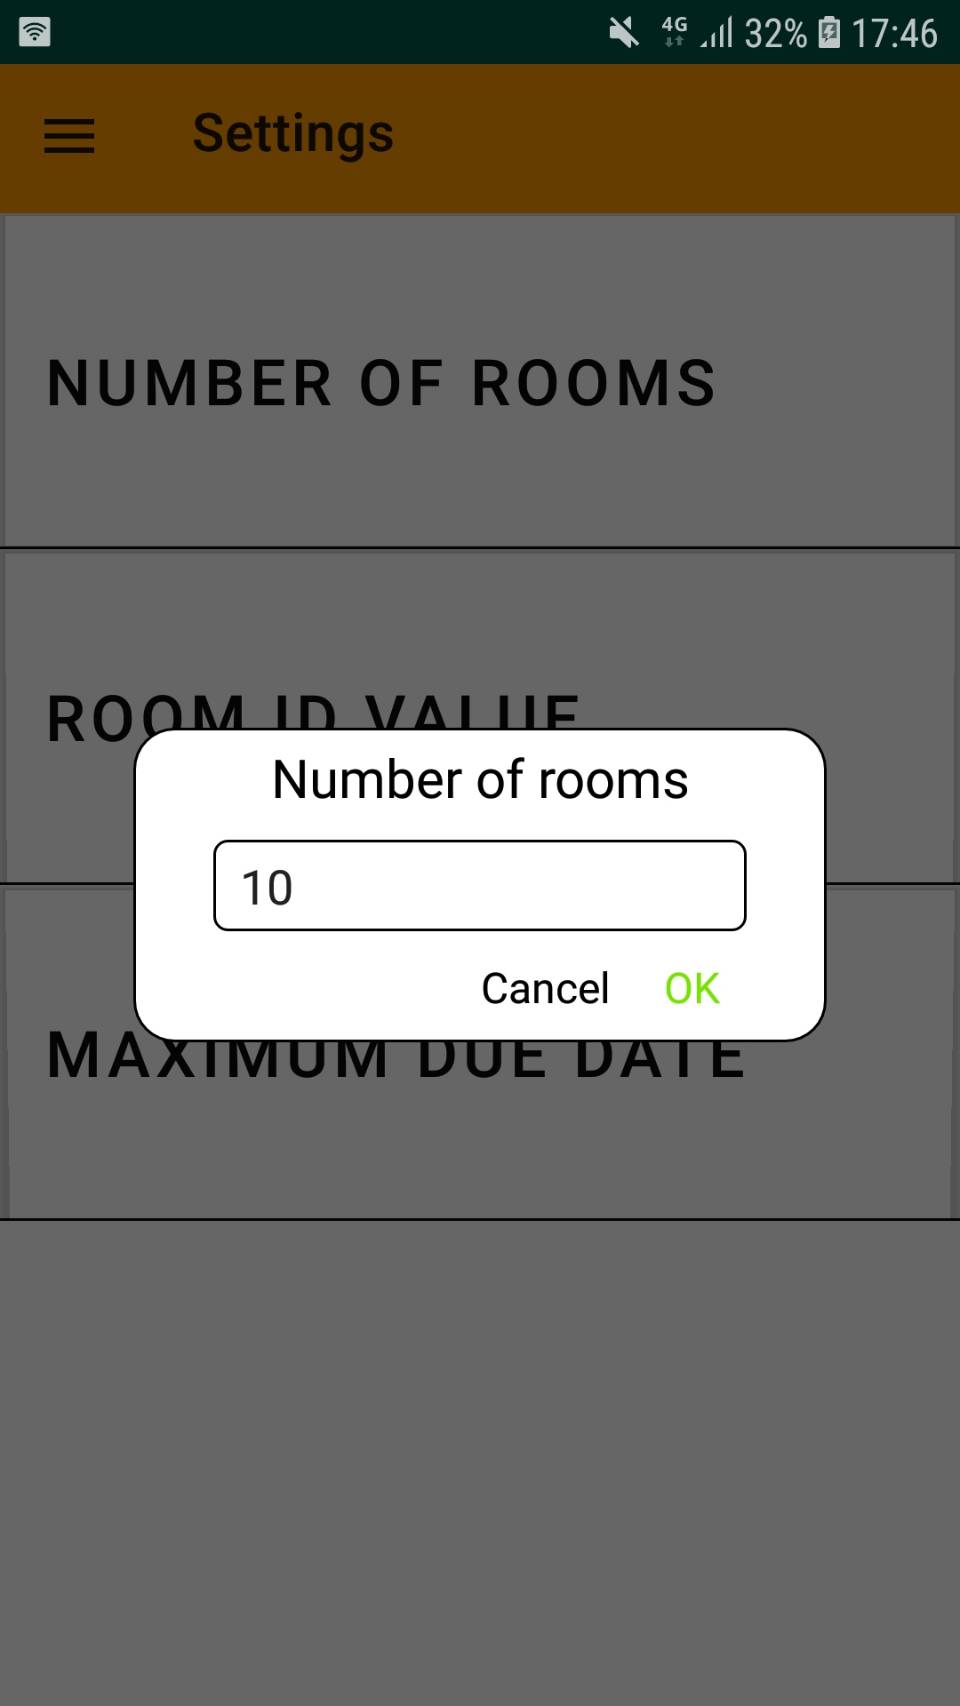 4G 32% 17:46
Settings
NUMBER OF ROOMS
ROOM ID VALUE
Number of rooms
10
Cancel OK
MAXIMUM DUE DATE